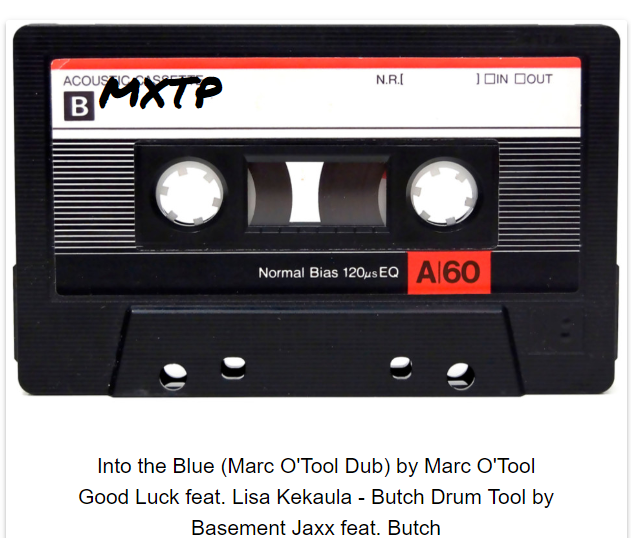 ACOUSTIC CASSETTE N.R.[ ] □IN □OUT
B MXTP
Normal Bias 120µs EQ A|60
Into the Blue (Marc O'Tool Dub) by Marc O'Tool
Good Luck feat. Lisa Kekaula - Butch Drum Tool by
Basement Jaxx feat. Butch